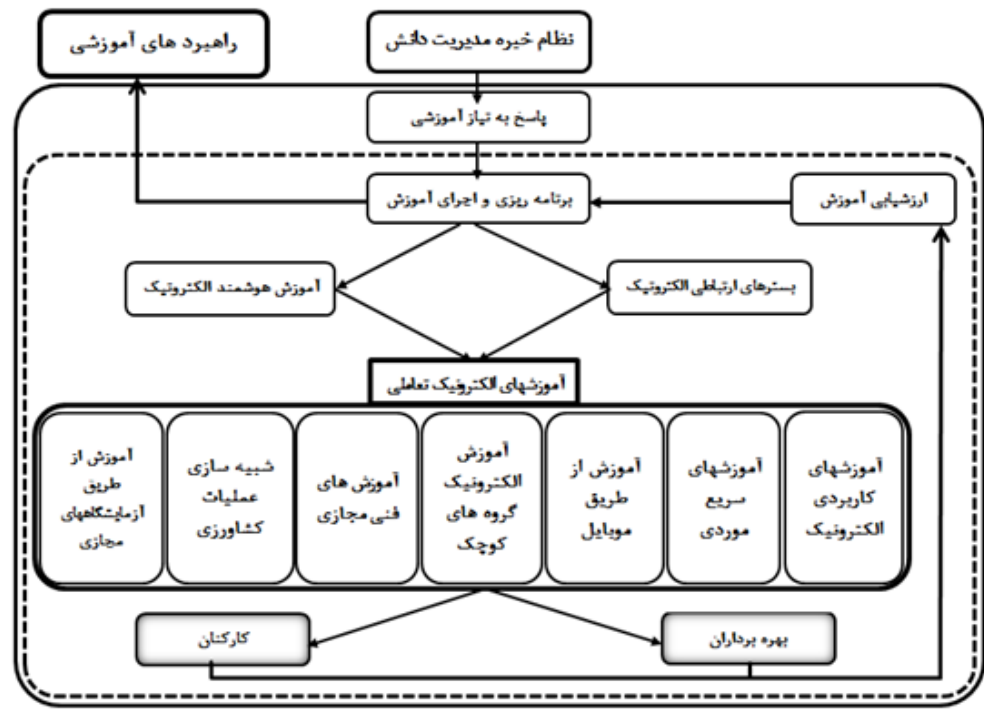 نظام خیره مدیریت دانش
راهبرد های آموزشی
پاسخ به نیاز آموزشی
برنامه ریزی و اجرای آموزش
ارزشیابی آموزش
بسترهای ارتباطی الکترونیک
آموزش هوشمند الکترونیک
آموزشهای الکترونیک تعاملی
آموزشهای
کاربردی
الکترونیک
آموزشهای
سریع
موردی
آموزش از
طریق
موبایل
آموزش
الکترونیک
گروه های
کوچک
آموزش های
فنی مجازی
شبیه سازی
عملیات
کشاورزی
آموزش از
طریق
آزمایشگاههای
مجازی
بهره برداران
کارکنان